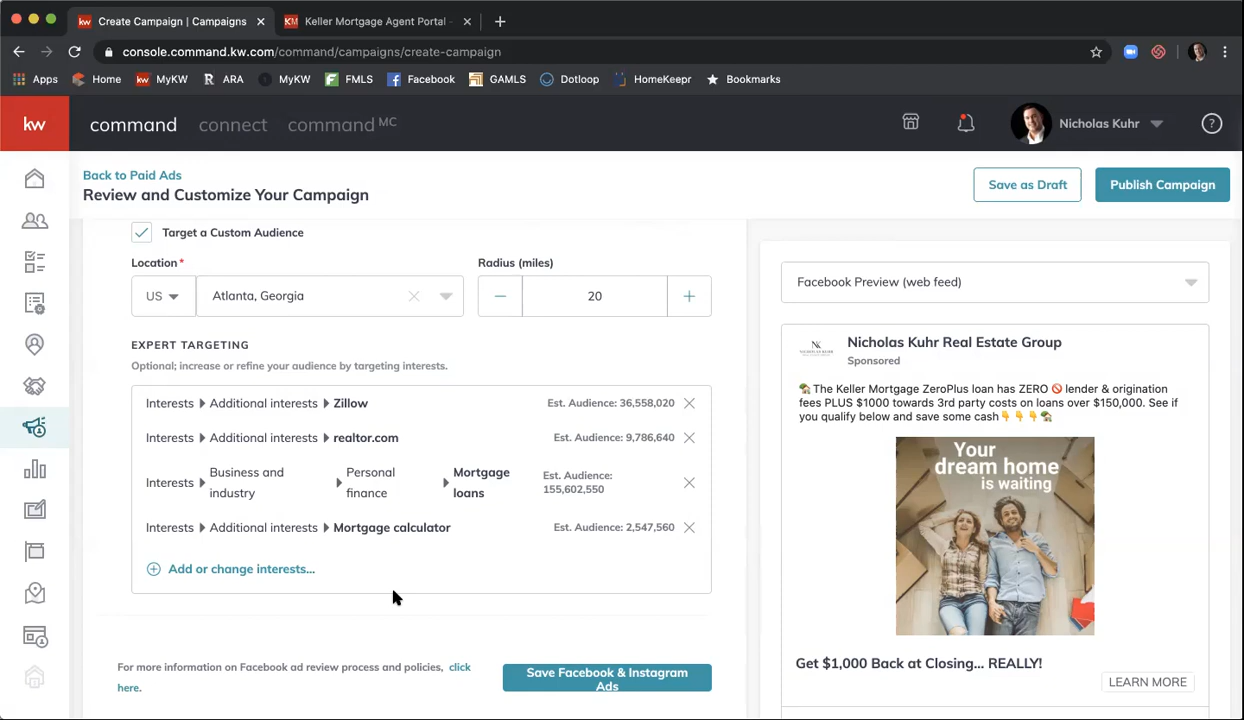 Create Campaign | Campaigns
Keller Mortgage Agent Portal -
console.command.kw.com/command/campaigns/create-campaign
Apps
Home
kw MyKW
R ARA
MyKW
FMLS
Facebook
GAMLS
Dotloop
HomeKeepr
Bookmarks
kw
command
connect
command MC
Nicholas Kuhr
?
Back to Paid Ads
Review and Customize Your Campaign
Save as Draft
Publish Campaign
Target a Custom Audience
Location*
Radius (miles)
US
Atlanta, Georgia
20
EXPERT TARGETING
Optional; increase or refine your audience by targeting interests.
Interests Additional interests Zillow Est. Audience: 36,558,020
Interests Additional interests realtor.com Est. Audience: 9,786,640
Interests Business and industry Personal finance Mortgage loans Est. Audience: 155,602,550
Interests Additional interests Mortgage calculator Est. Audience: 2,547,560
Add or change interests...
For more information on Facebook ad review process and policies, click
here.
Save Facebook & Instagram
Ads
Facebook Preview (web feed)
NK
NICHOLAS KUHR
Nicholas Kuhr Real Estate Group
Sponsored
🏡The Keller Mortgage ZeroPlus loan has ZERO 🚫 lender & origination
fees PLUS $1000 towards 3rd party costs on loans over $150,000. See if
you qualify below and save some cash👇👇👇🏡
Your
dream home
is waiting
Get $1,000 Back at Closing... REALLY!
LEARN MORE